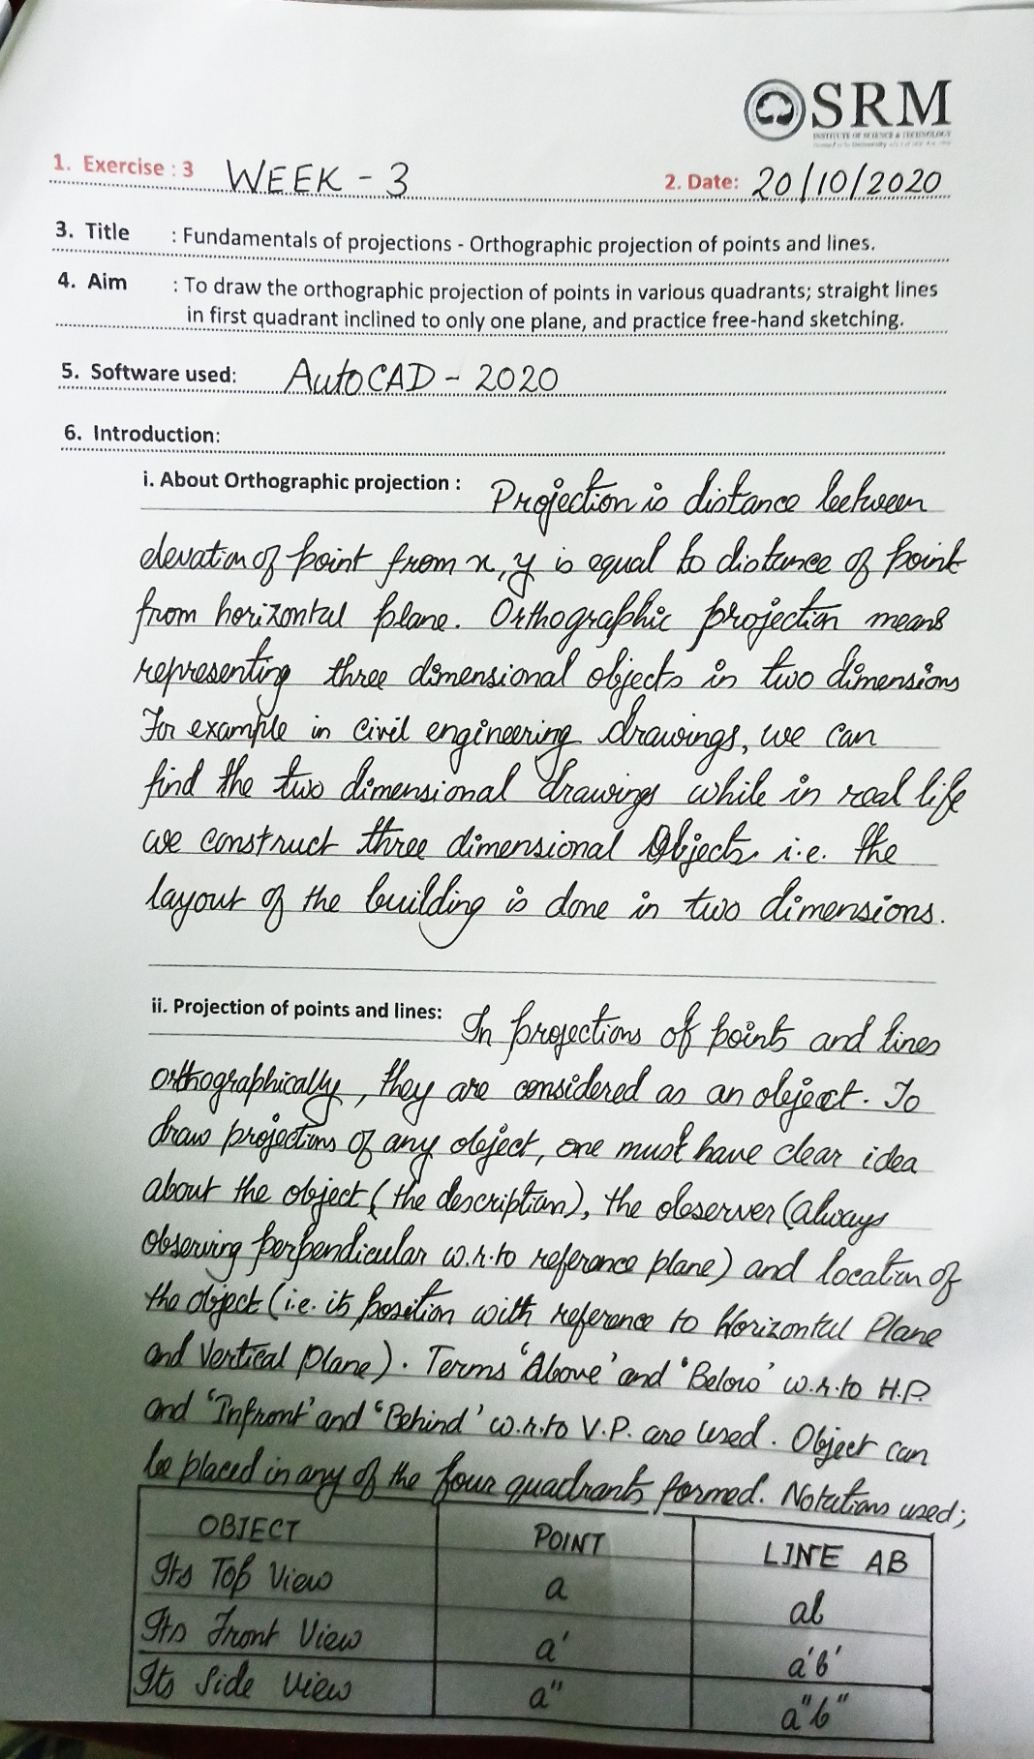 SRM
INSTITUTE OF SCIENCE & TECHNOLOGY
1. Exercise : 3 WEEK - 3 2. Date: 20/10/2020
3. Title : Fundamentals of projections - Orthographic projection of points and lines.
4. Aim : To draw the orthographic projection of points in various quadrants; straight lines
in first quadrant inclined to only one plane, and practice free-hand sketching.
5. Software used: AutoCAD - 2020
6. Introduction:
i. About Orthographic projection : Projection is distance between
elevation of point from x, y is equal to distance of point
from horizontal plane. Orthographic projection means
representing three dimensional objects in two dimensions
For example in civil engineering drawings, we can
find the two dimensional drawings while in real life
we construct three dimensional Objects i.e. the
layout of the building is done in two dimensions.
ii. Projection of points and lines: In projections of points and lines
orthographically, they are considered as an object. To
draw projections of any object, one must have clear idea
about the object (the description), the observer (always
observing perpendicular w.r.to reference plane) and location of
the object (i.e. its position with reference to Horizontal Plane
and Vertical Plane). Terms 'Above' and 'Below' w.r.to H.P.
and 'Infront' and 'Behind' w.r.to V.P. are used. Object can
be placed in any of the four quadrants formed. Notations used;
OBJECT POINT LINE AB
Its Top View a ab
Its Front View a' a'b'
Its Side View a" a"b"